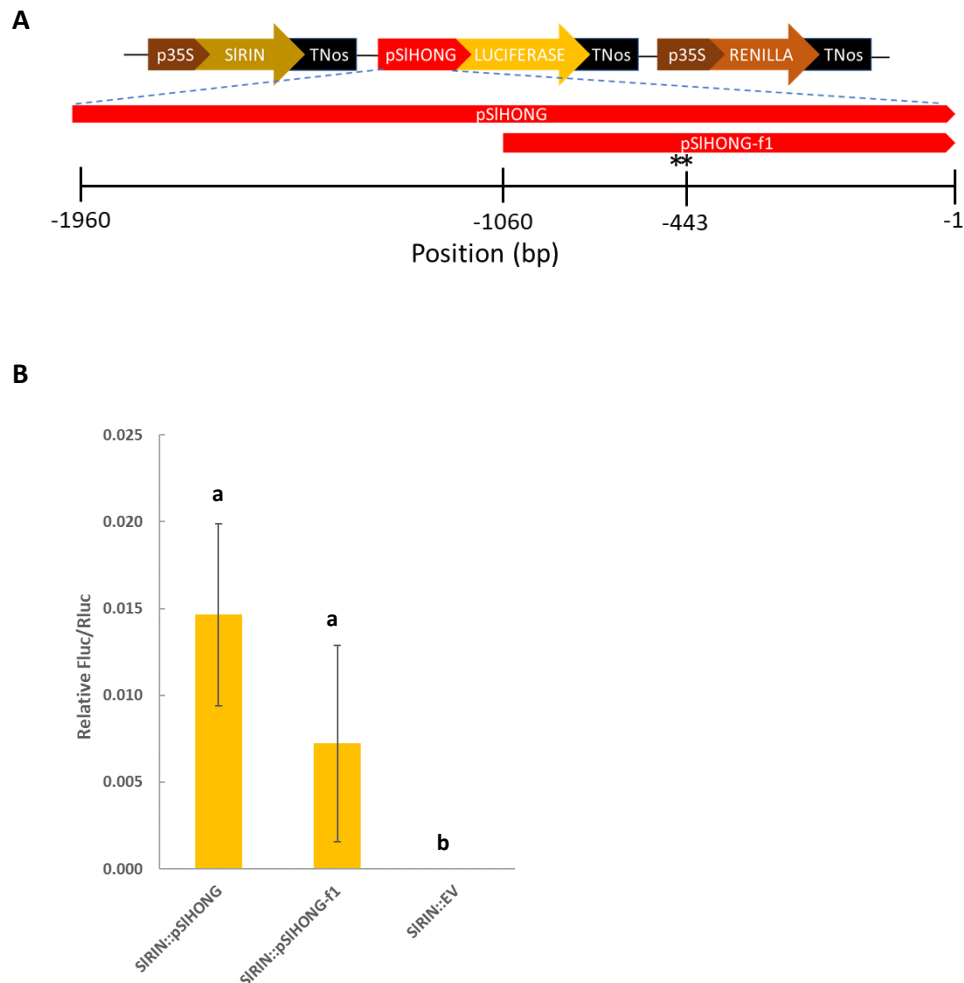 A
p35S SlRIN TNos pSlHONG LUCIFERASE TNos p35S RENILLA TNos
pSlHONG
pSlHONG-f1
**
-1960 -1060 -443 -1
Position (bp)
B
0.025
0.020
0.015
0.010
0.005
0.000
Relative Fluc/Rluc
a
a
b
SlRIN::pSlHONG
SlRIN::pSlHONG-f1
SlRIN::EV